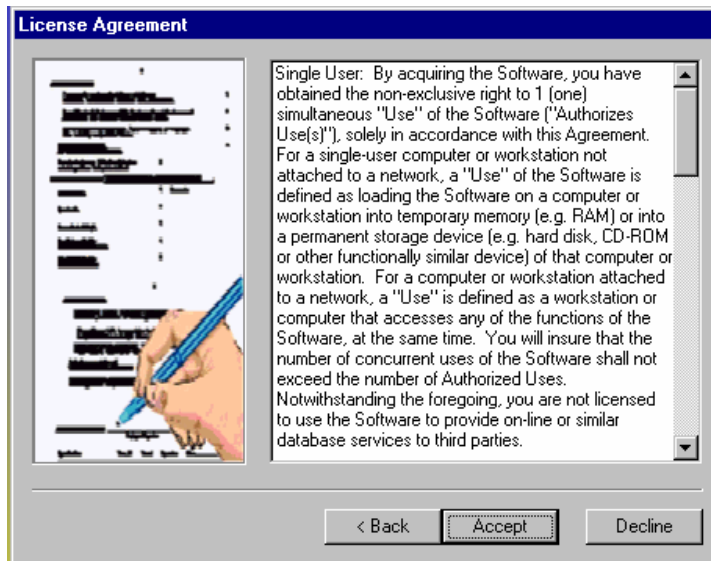 License Agreement
Single User:  By acquiring the Software, you have
obtained the non-exclusive right to 1 (one)
simultaneous "Use" of the Software ("Authorizes
Use(s)"), solely in accordance with this Agreement.
For a single-user computer or workstation not
attached to a network, a "Use" of the Software is
defined as loading the Software on a computer or
workstation into temporary memory (e.g. RAM) or into
a permanent storage device (e.g. hard disk, CD-ROM
or other functionally similar device) of that computer or
workstation.  For a computer or workstation attached
to a network, a "Use" is defined as a workstation or
computer that accesses any of the functions of the
Software, at the same time.  You will insure that the
number of concurrent uses of the Software shall not
exceed the number of Authorized Uses.
Notwithstanding the foregoing, you are not licensed
to use the Software to provide on-line or similar
database services to third parties.
< Back
Accept
Decline